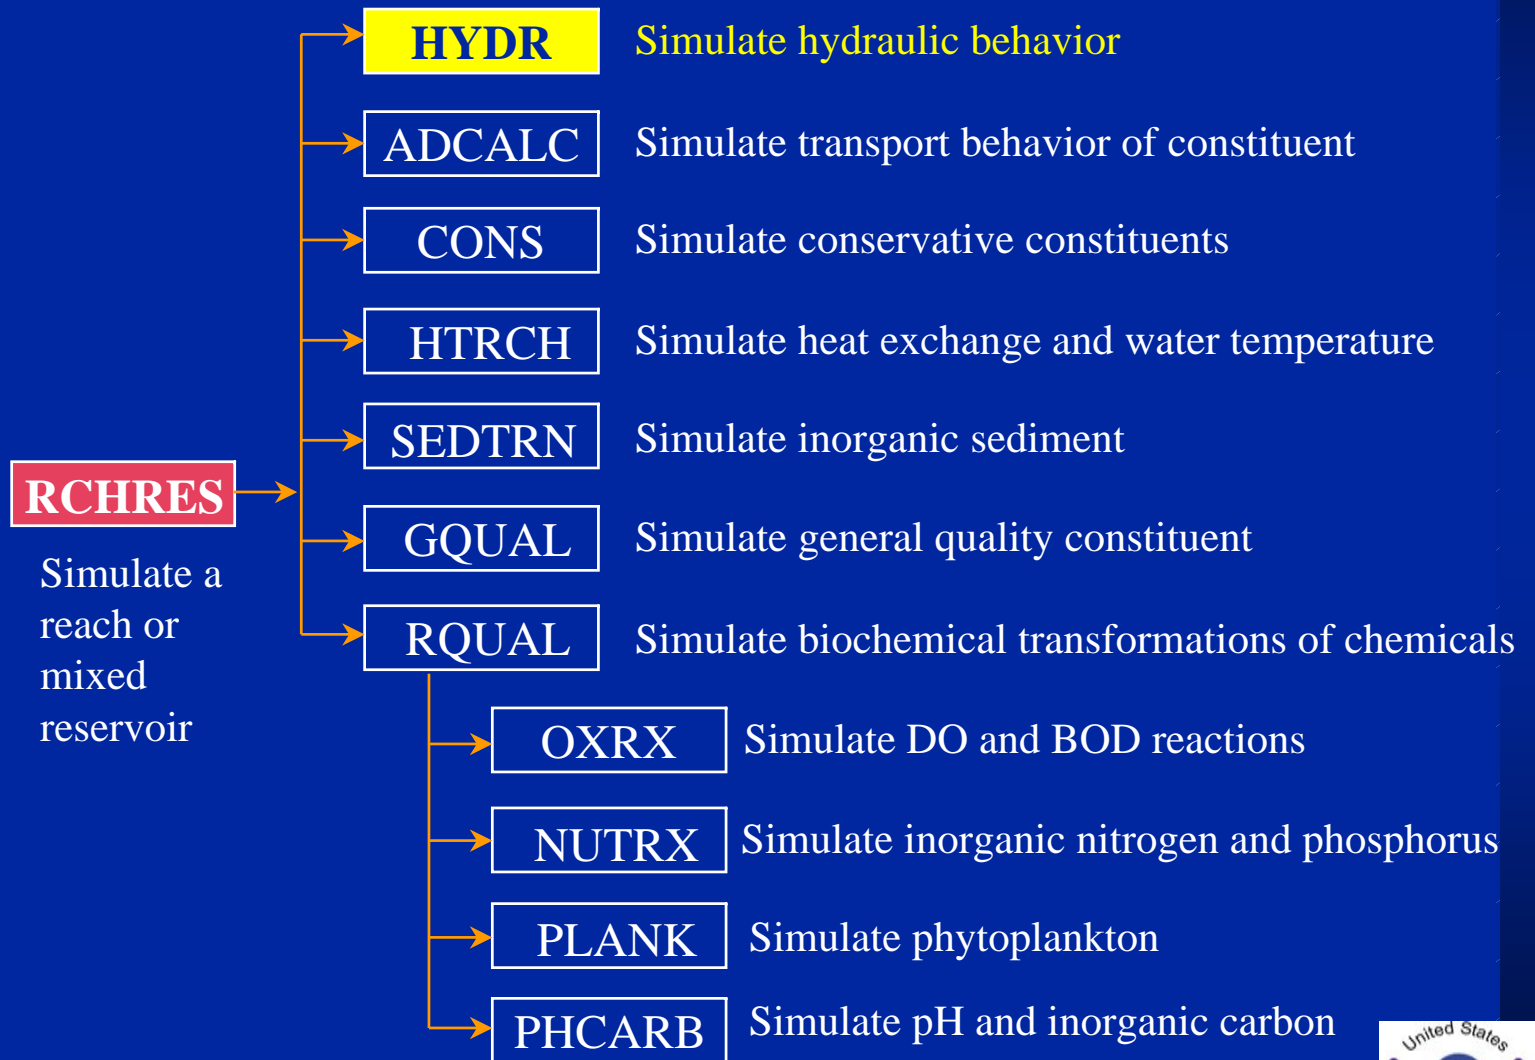 HYDR Simulate hydraulic behavior
ADCALC Simulate transport behavior of constituent
CONS Simulate conservative constituents
HTRCH Simulate heat exchange and water temperature
SEDTRN Simulate inorganic sediment
RCHRES
Simulate a
reach or
mixed
reservoir
GQUAL Simulate general quality constituent
RQUAL Simulate biochemical transformations of chemicals
OXRX Simulate DO and BOD reactions
NUTRX Simulate inorganic nitrogen and phosphorus
PLANK Simulate phytoplankton
PHCARB Simulate pH and inorganic carbon
United States